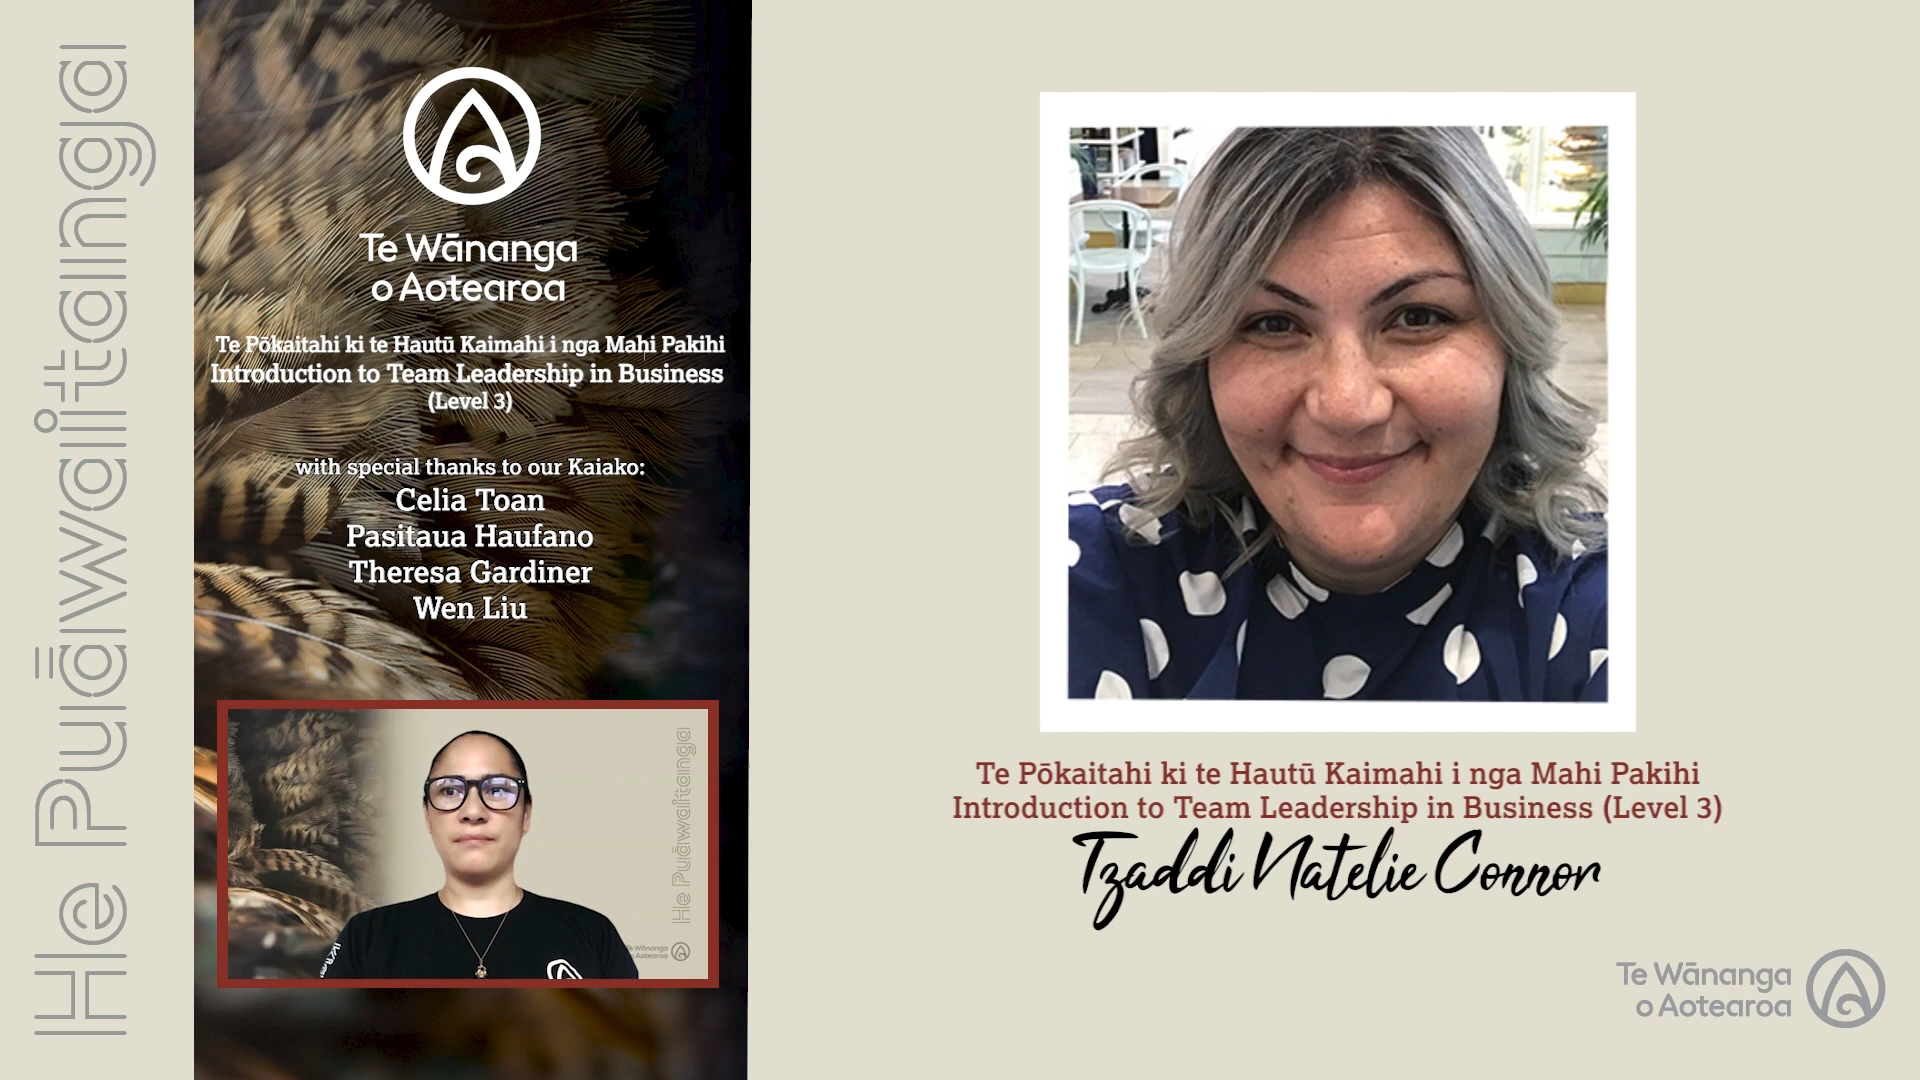 He Puāwaitanga
Te Wānanga
o Aotearoa
Te Pōkaitahi ki te Hautū Kaimahi i nga Mahi Pakihi
Introduction to Team Leadership in Business
(Level 3)
with special thanks to our Kaiako:
Celia Toan
Pasitaua Haufano
Theresa Gardiner
Wen Liu
He Puāwaitanga
Te Wānanga
o Aotearoa
Te Pōkaitahi ki te Hautū Kaimahi i nga Mahi Pakihi
Introduction to Team Leadership in Business (Level 3)
Tzaddi Natelie Connor
Te Wānanga
o Aotearoa